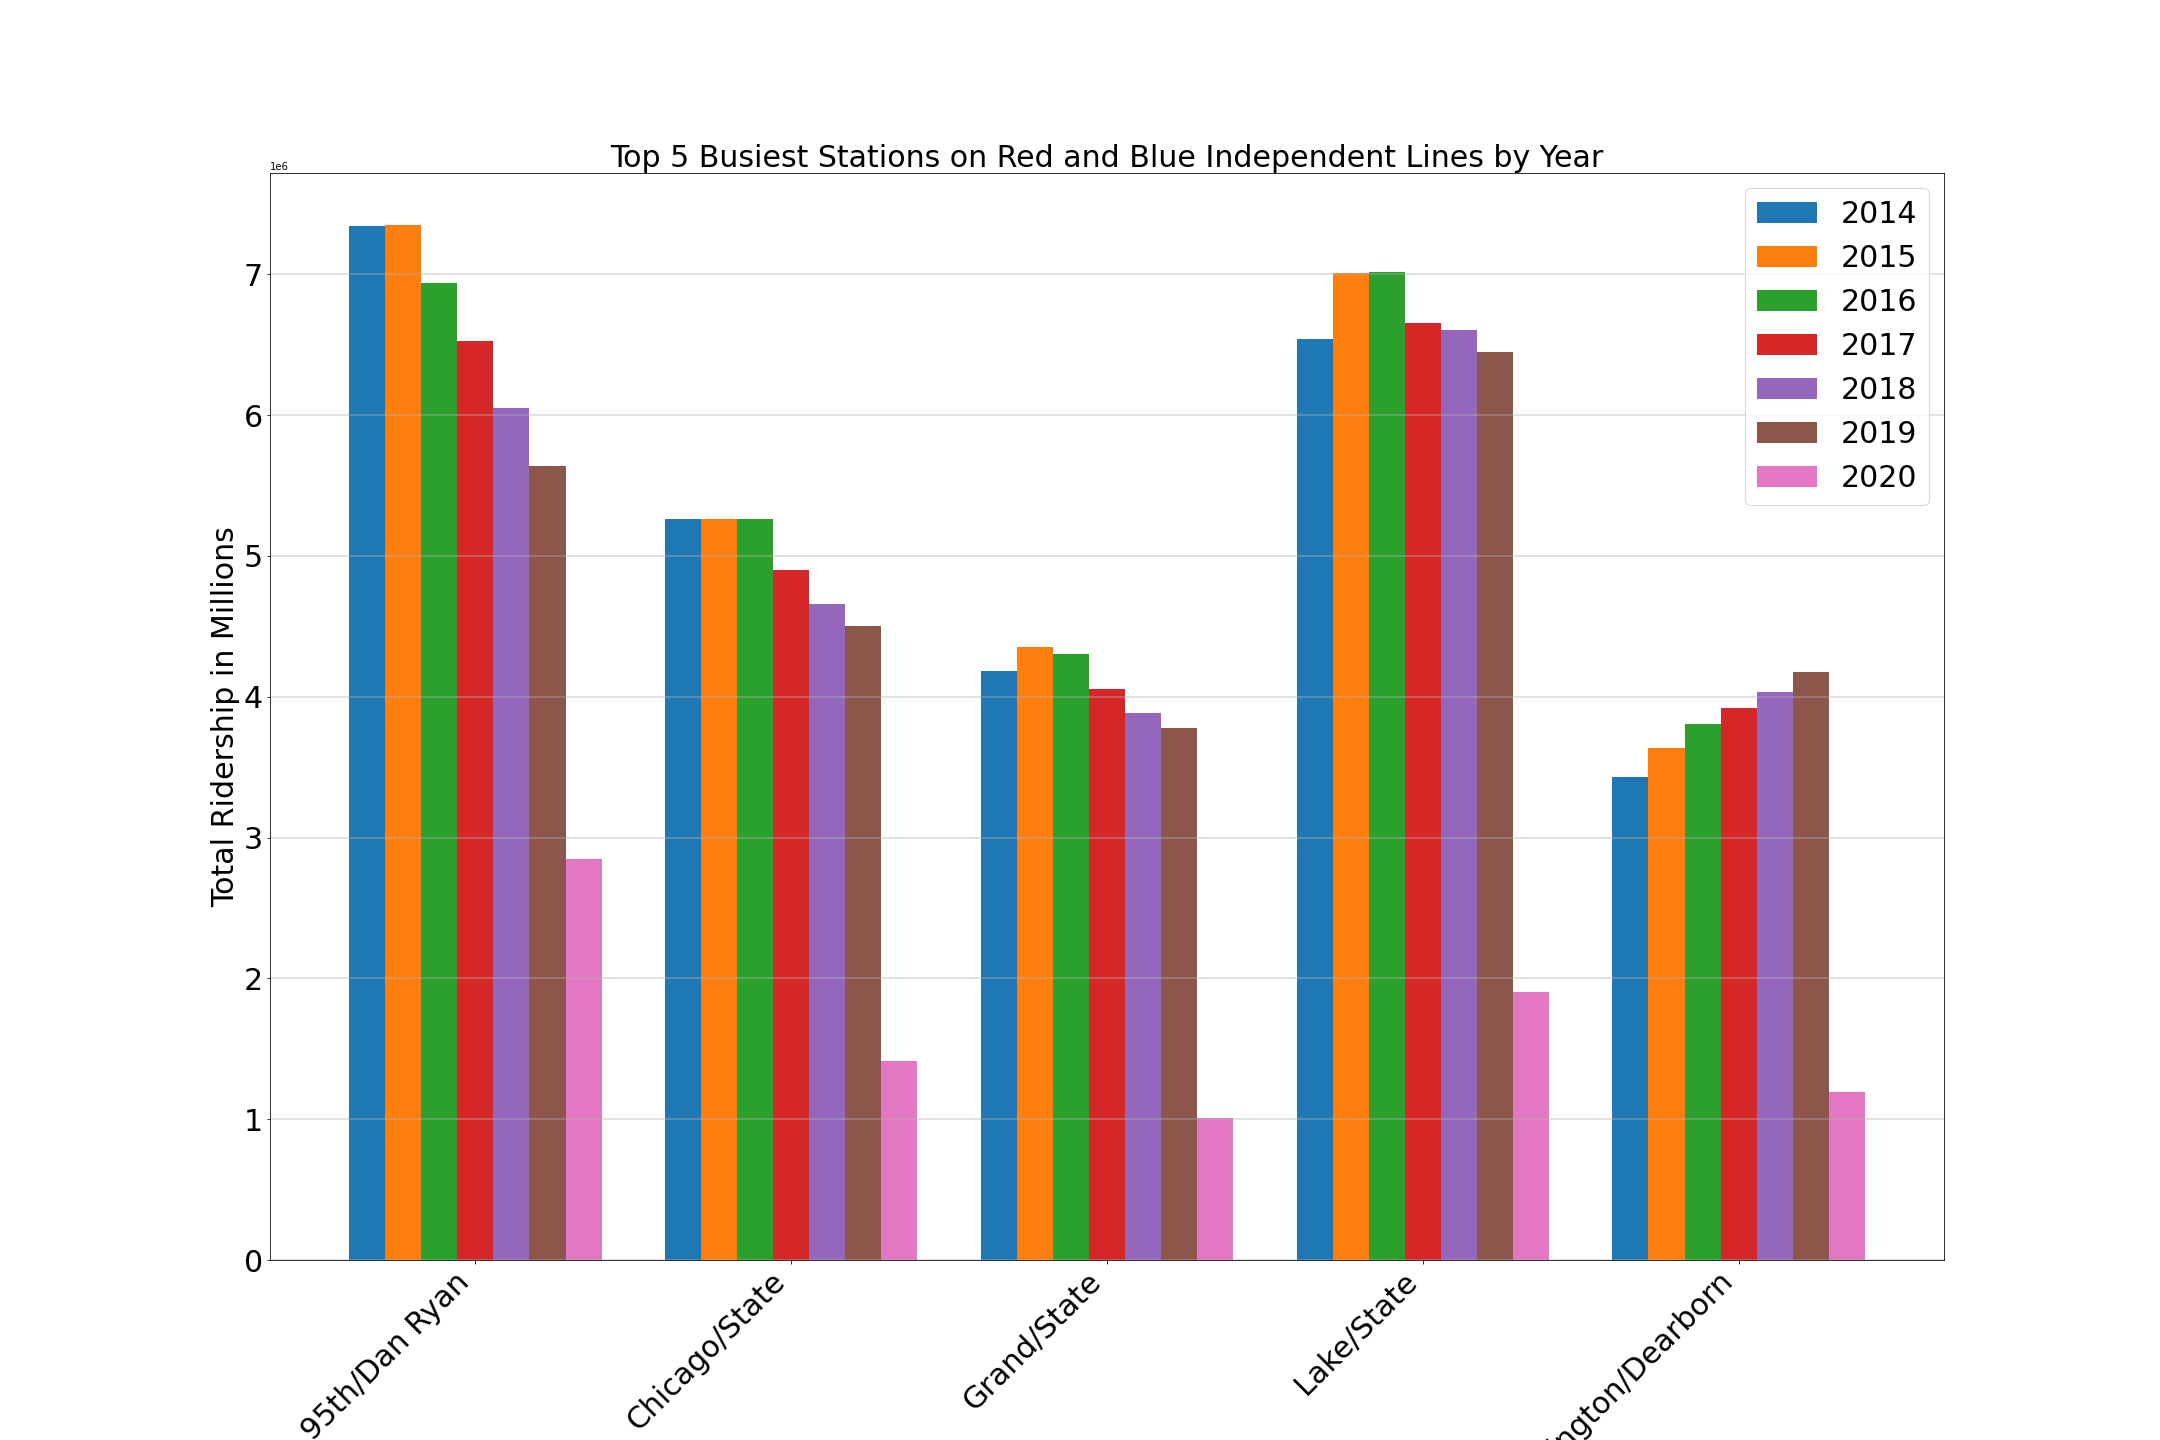 Top 5 Busiest Stations on Red and Blue Independent Lines by Year
1e6
2014
2015
2016
2017
2018
2019
2020
Total Ridership in Millions
7
6
5
4
3
2
1
0
95th/Dan Ryan
Chicago/State
Grand/State
Lake/State
ngton/Dearborn